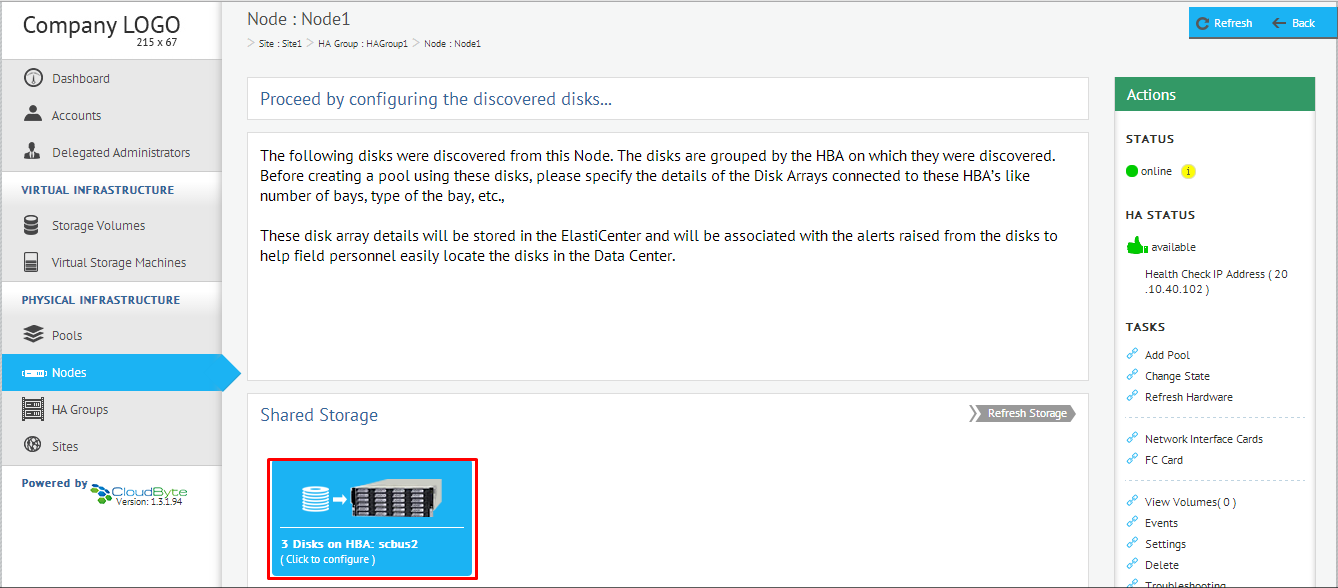 Company LOGO
215 x 67
Dashboard
Accounts
Delegated Administrators
VIRTUAL INFRASTRUCTURE
Storage Volumes
Virtual Storage Machines
PHYSICAL INFRASTRUCTURE
Pools
Nodes
HA Groups
Sites
Powered by CloudByte
Version: 1.3.1.94
Node : Node1
> Site : Site1 > HA Group : HAGroup1 > Node : Node1
Refresh Back
Proceed by configuring the discovered disks...
The following disks were discovered from this Node. The disks are grouped by the HBA on which they were discovered.
Before creating a pool using these disks, please specify the details of the Disk Arrays connected to these HBA's like
number of bays, type of the bay, etc.,
These disk array details will be stored in the ElastiCenter and will be associated with the alerts raised from the disks to
help field personnel easily locate the disks in the Data Center.
Shared Storage
Refresh Storage
3 Disks on HBA: scbus2
( Click to configure )
Actions
STATUS
online i
HA STATUS
available
Health Check IP Address ( 20
.10.40.102 )
TASKS
Add Pool
Change State
Refresh Hardware
Network Interface Cards
FC Card
View Volumes( 0 )
Events
Settings
Delete
Troubleshooting